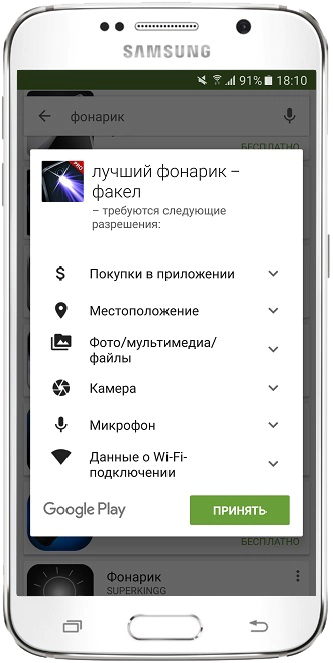 SAMSUNG
91% 18:10
фонарик
БЕСПЛАТНО
PRO
лучший фонарик –
факел
– требуются следующие
разрешения:
$ Покупки в приложении
Местоположение
Фото/мультимедиа/
файлы
Камера
Микрофон
Данные о Wi-Fi-
подключении
Google Play
ПРИНЯТЬ
БЕСПЛАТНО
Фонарик
SUPERKINGG